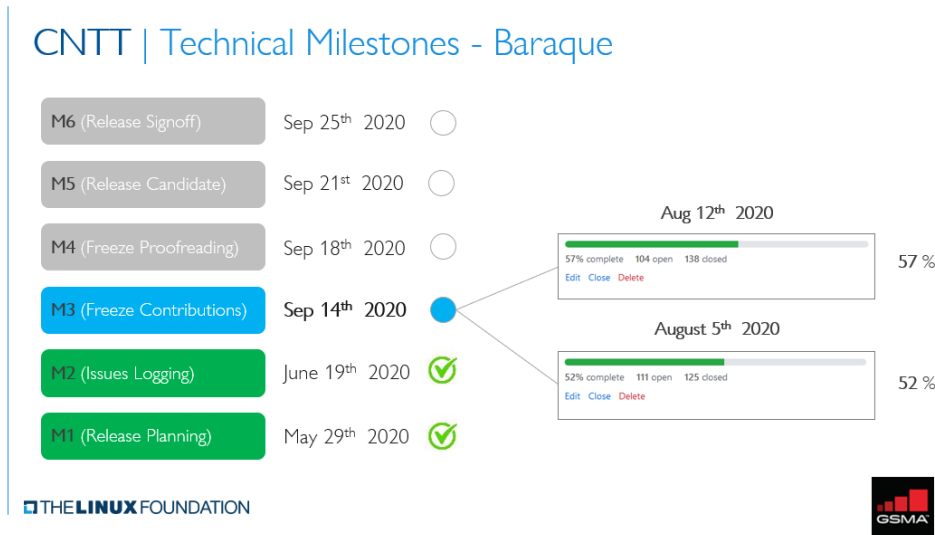 CNTT | Technical Milestones - Baraque
M6 (Release Signoff) Sep 25th 2020
M5 (Release Candidate) Sep 21st 2020
M4 (Freeze Proofreading) Sep 18th 2020
M3 (Freeze Contributions) Sep 14th 2020
M2 (Issues Logging) June 19th 2020
M1 (Release Planning) May 29th 2020
Aug 12th 2020
57% complete 104 open 138 closed
Edit Close Delete
57 %
August 5th 2020
52% complete 111 open 125 closed
Edit Close Delete
52 %
THE LINUX FOUNDATION
GSMA™